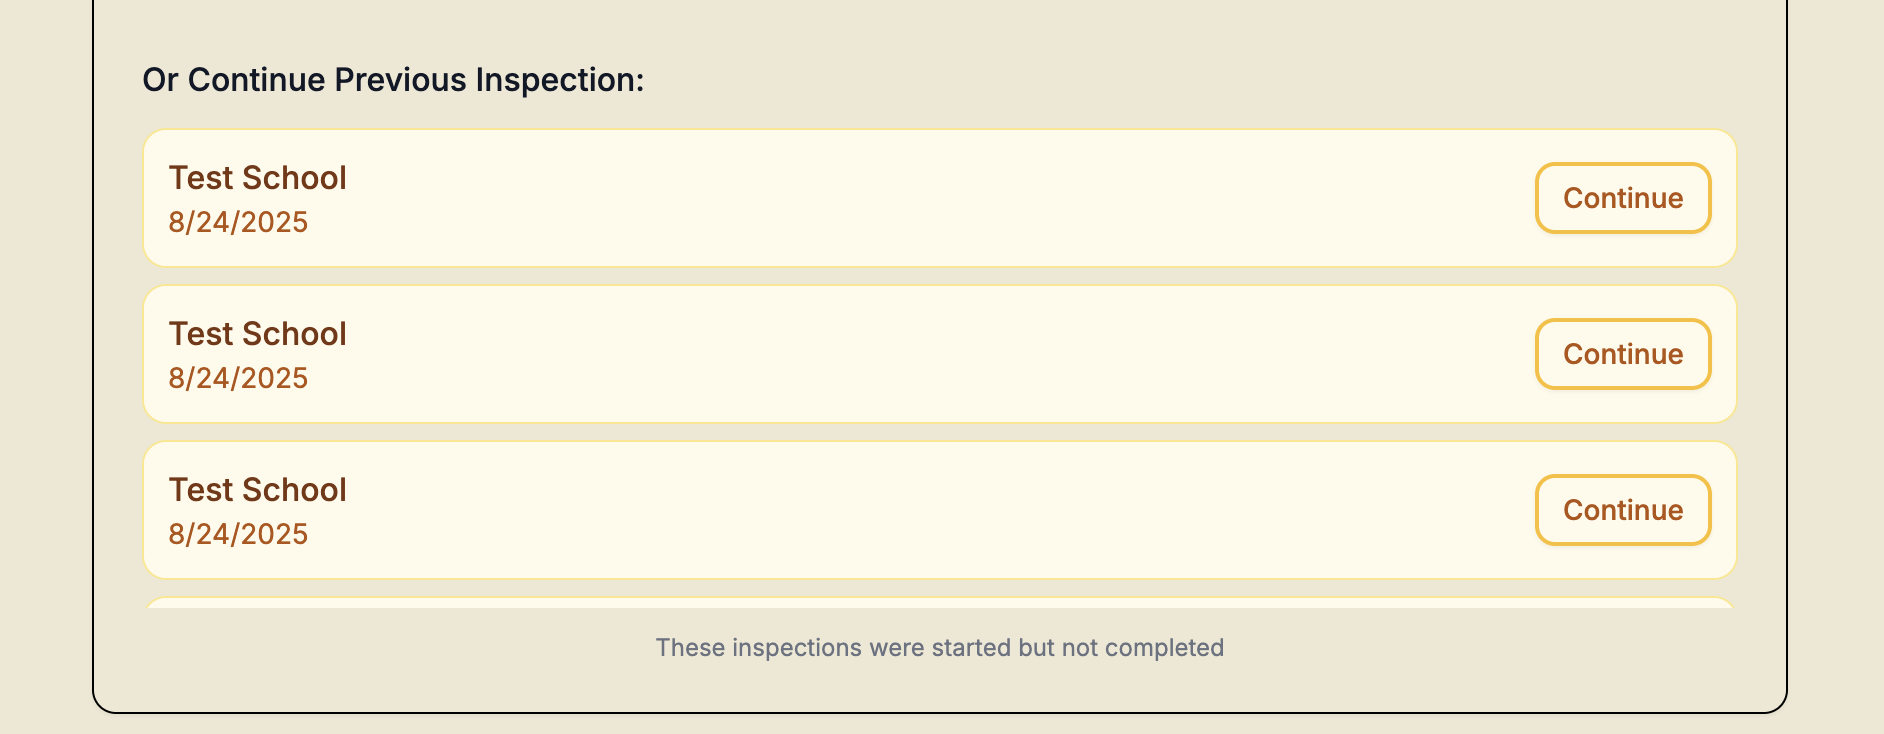 Or Continue Previous Inspection:
Test School
8/24/2025
Continue
Test School
8/24/2025
Continue
Test School
8/24/2025
Continue
These inspections were started but not completed